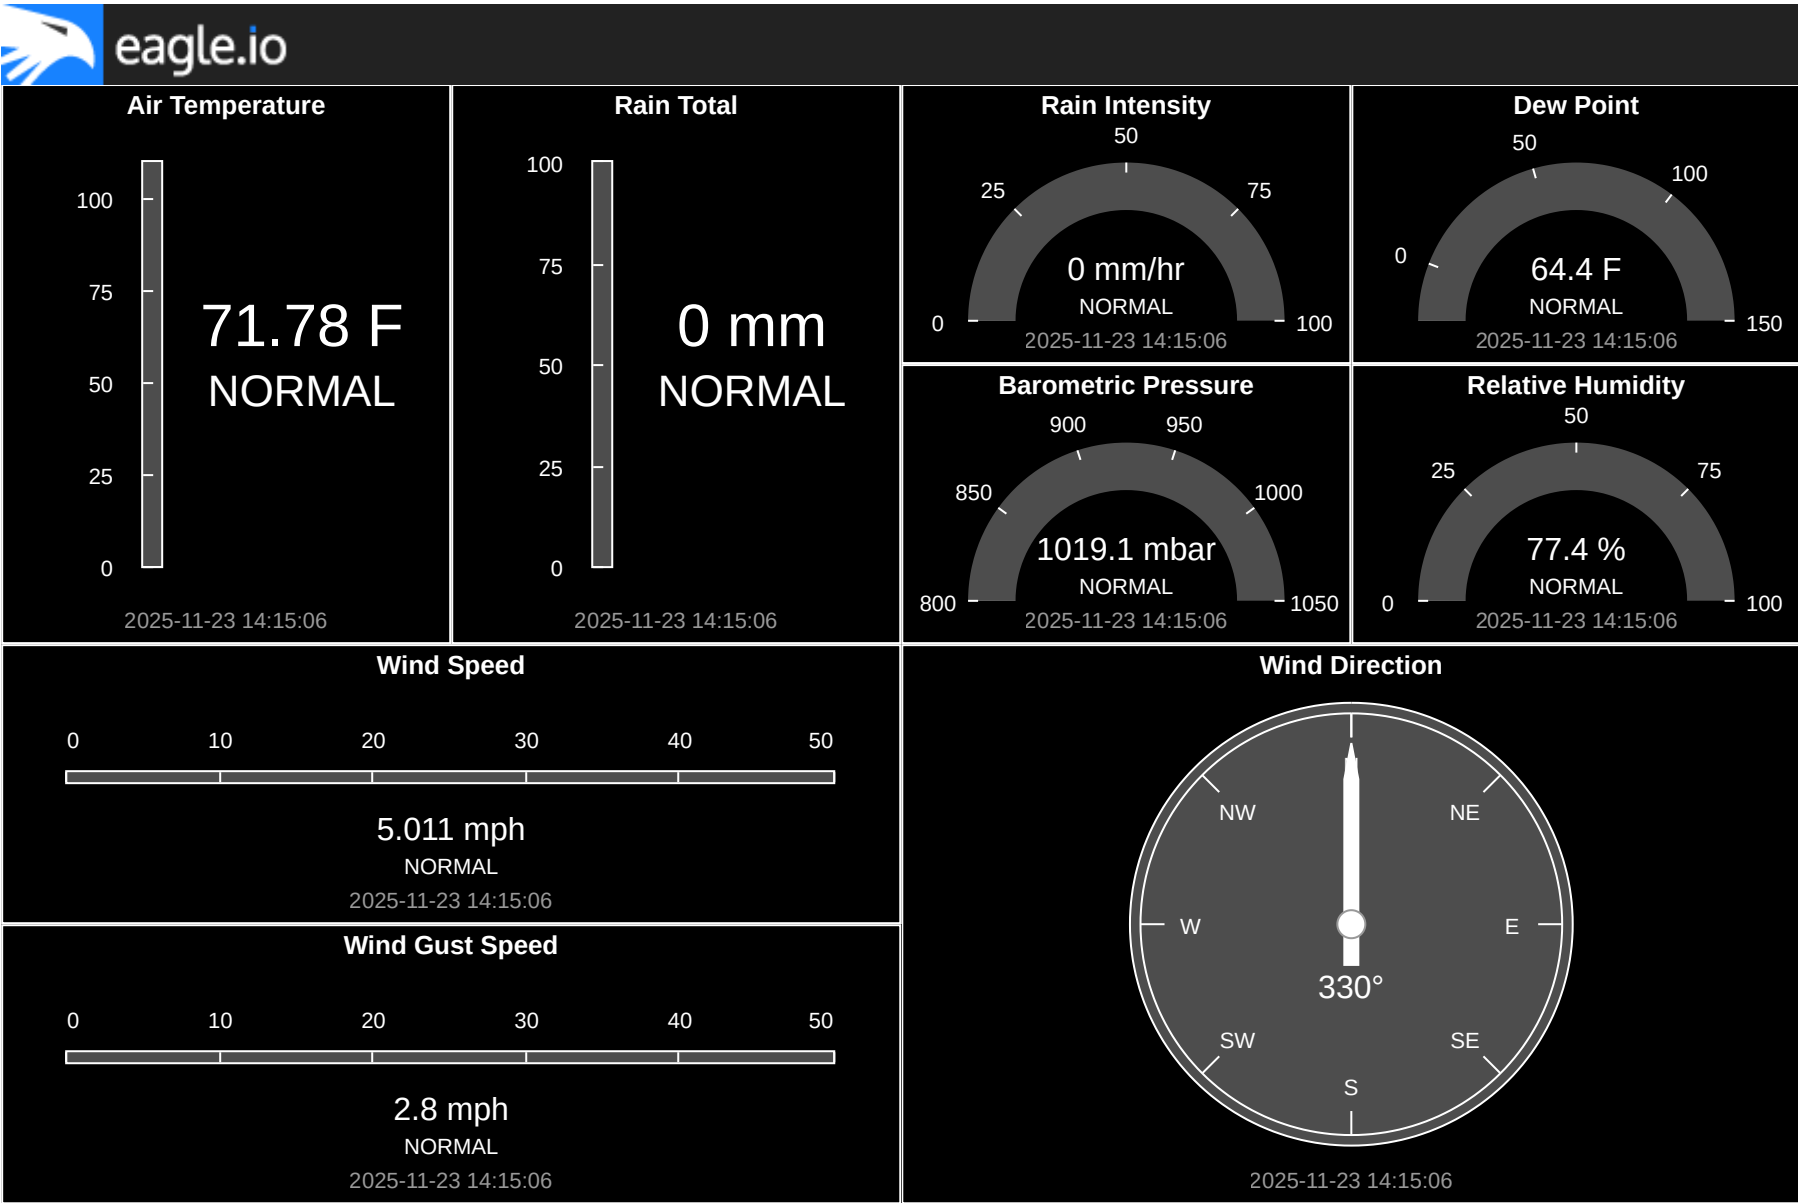 eagle.io
Air Temperature
100
75
50
25
0
71.78 F
NORMAL
2025-11-23 14:15:06
Rain Total
100
75
50
25
0
0 mm
NORMAL
2025-11-23 14:15:06
Rain Intensity
0
25
50
75
100
0 mm/hr
NORMAL
2025-11-23 14:15:06
Dew Point
0
50
100
150
64.4 F
NORMAL
2025-11-23 14:15:06
Barometric Pressure
800
850
900
950
1000
1050
1019.1 mbar
NORMAL
2025-11-23 14:15:06
Relative Humidity
0
25
50
75
100
77.4 %
NORMAL
2025-11-23 14:15:06
Wind Speed
0 10 20 30 40 50
5.011 mph
NORMAL
2025-11-23 14:15:06
Wind Direction
NW NE
W E
330°
SW SE
S
2025-11-23 14:15:06
Wind Gust Speed
0 10 20 30 40 50
2.8 mph
NORMAL
2025-11-23 14:15:06